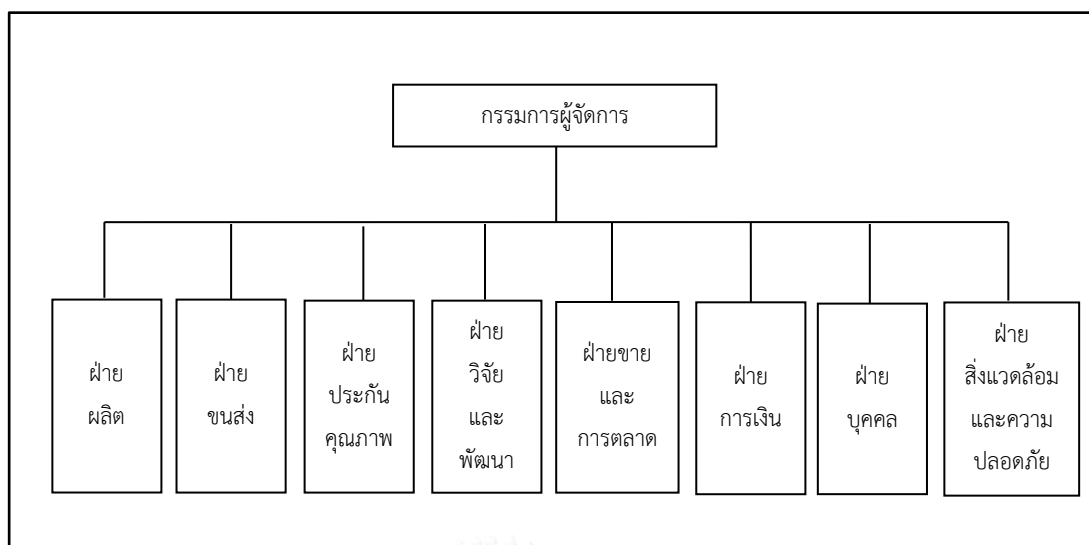 กรรมการผู้จัดการ
ฝ่าย
ผลิต
ฝ่าย
ขนส่ง
ฝ่าย
ประกัน
คุณภาพ
ฝ่าย
วิจัย
และ
พัฒนา
ฝ่ายขาย
และ
การตลาด
ฝ่าย
การเงิน
ฝ่าย
บุคคล
ฝ่าย
สิ่งแวดล้อม
และความ
ปลอดภัย